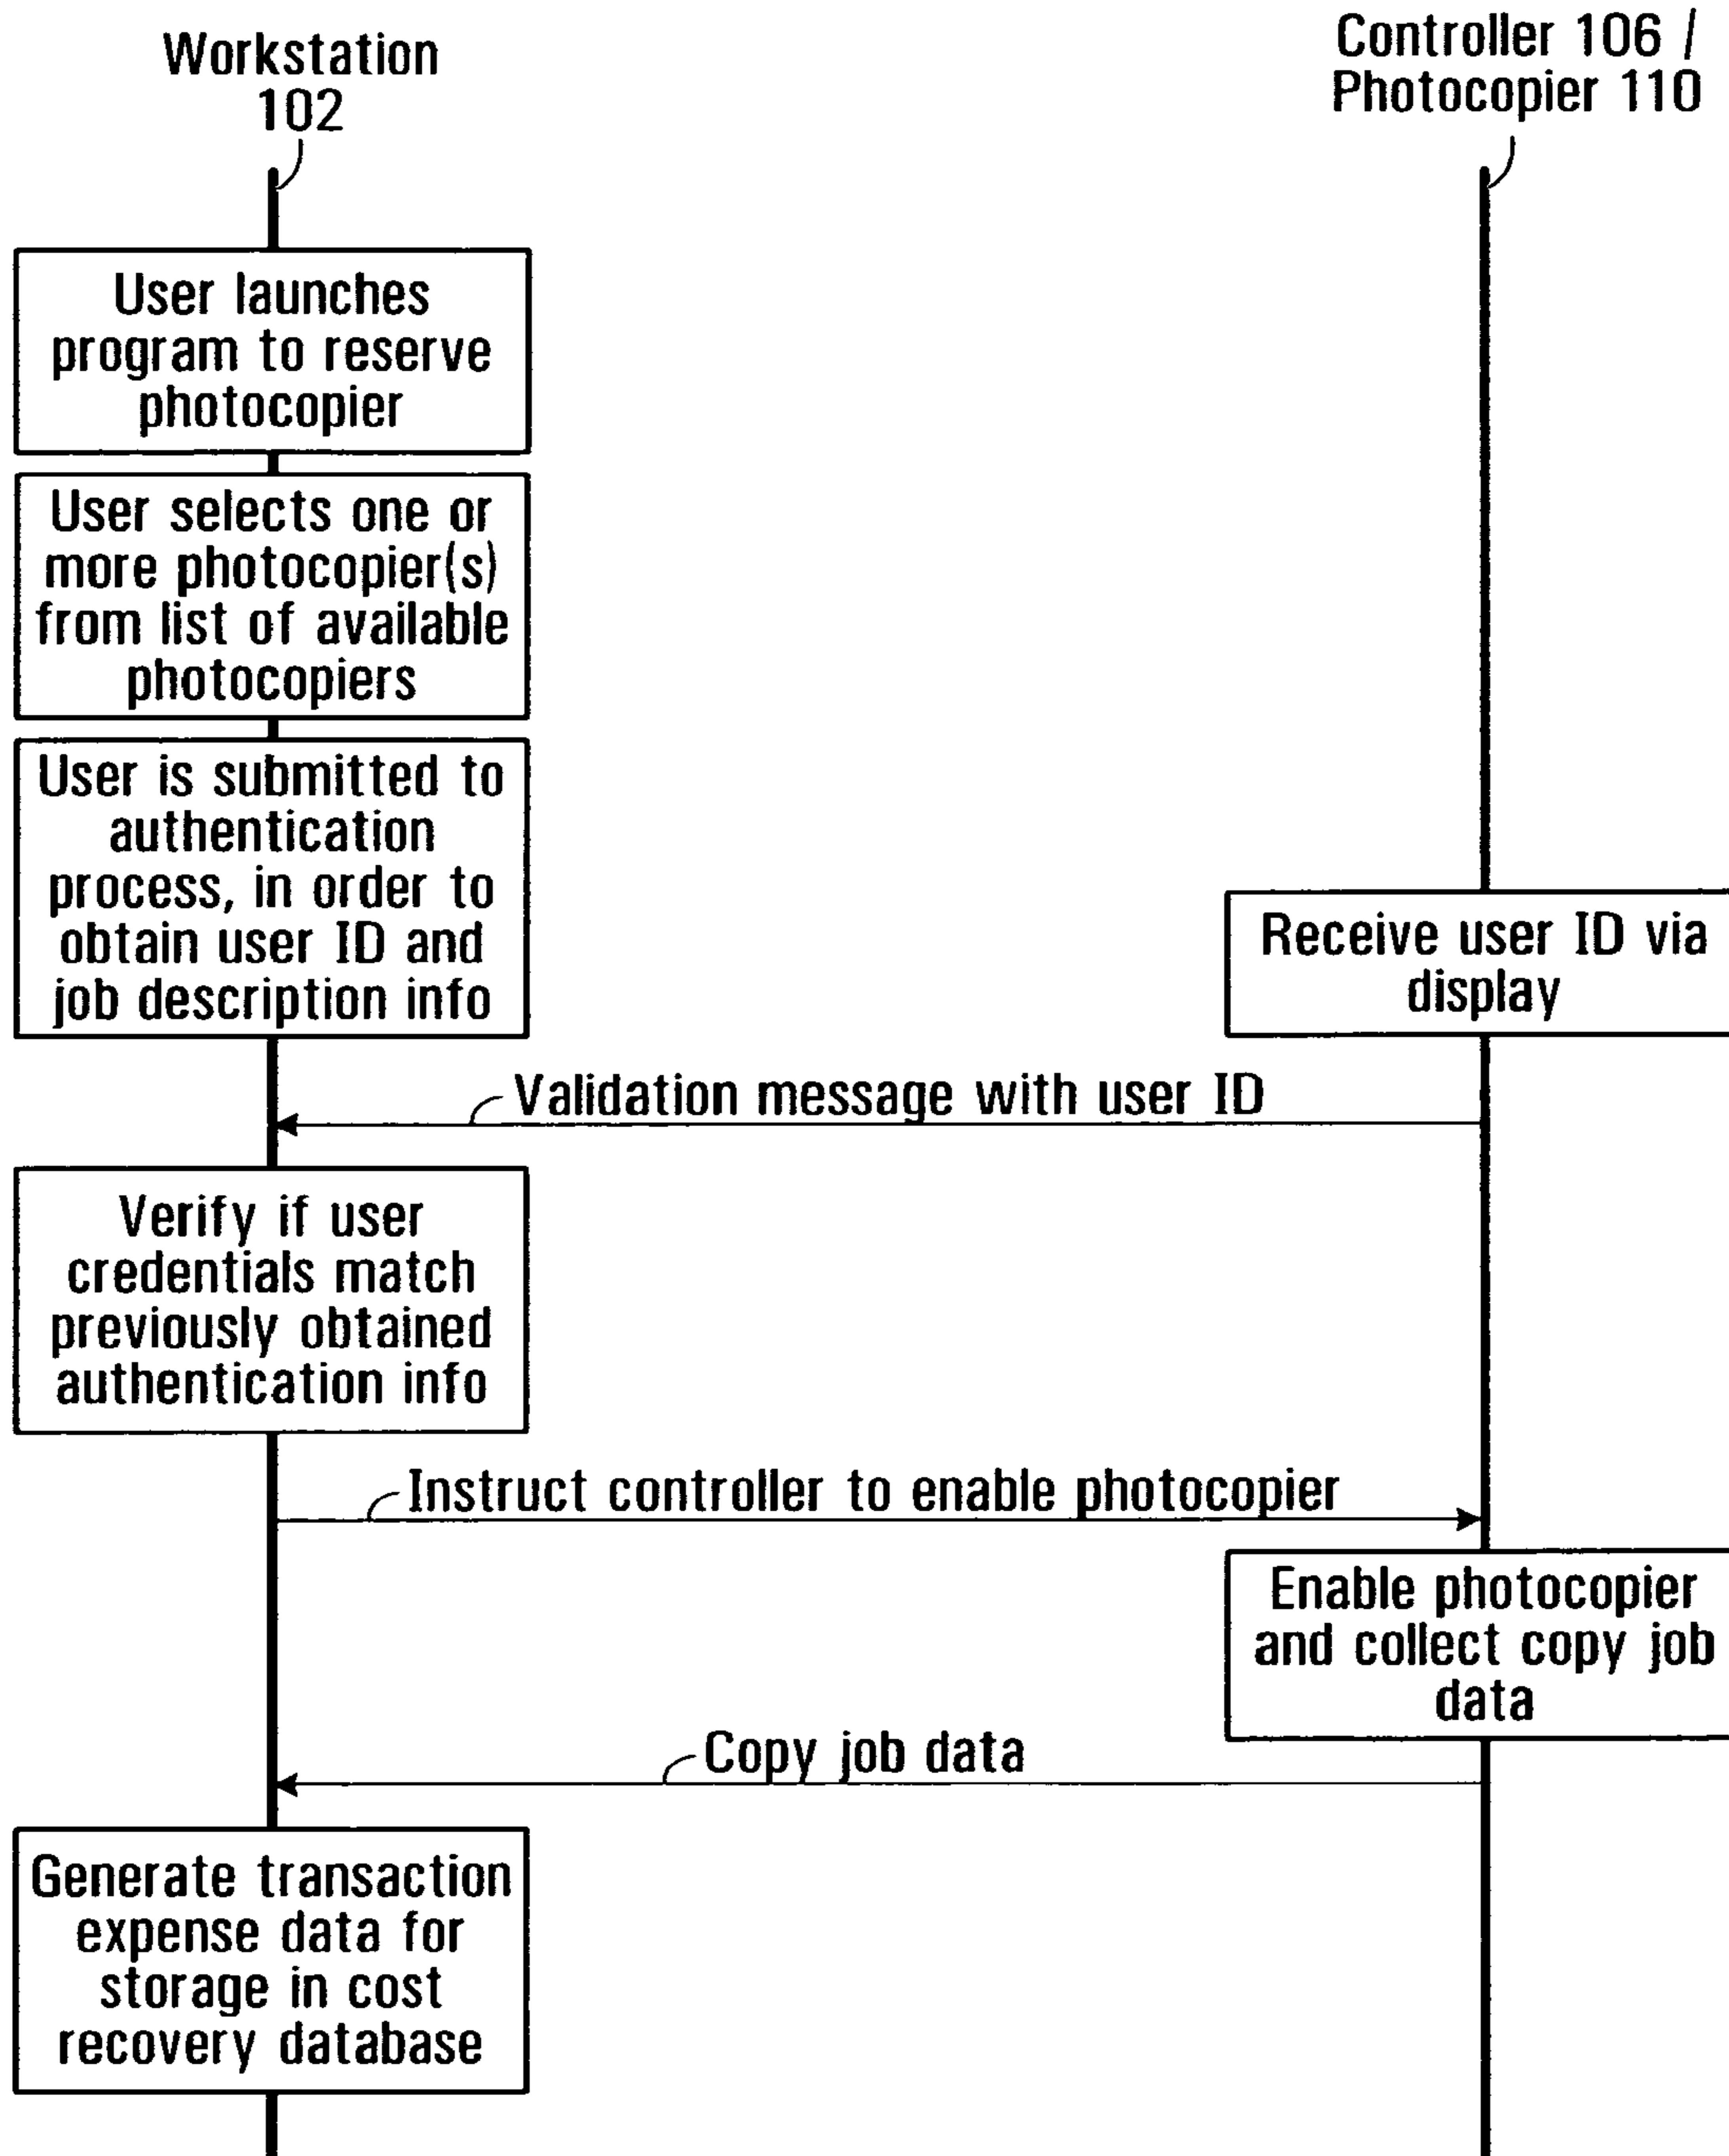 Workstation
102
Controller 106 /
Photocopier 110
User launches
program to reserve
photocopier
User selects one or
more photocopier(s)
from list of available
photocopiers
User is submitted to
authentication
process, in order to
obtain user ID and
job description info
Receive user ID via
display
Validation message with user ID
Verify if user
credentials match
previously obtained
authentication info
Instruct controller to enable photocopier
Enable photocopier
and collect copy job
data
Copy job data
Generate transaction
expense data for
storage in cost
recovery database